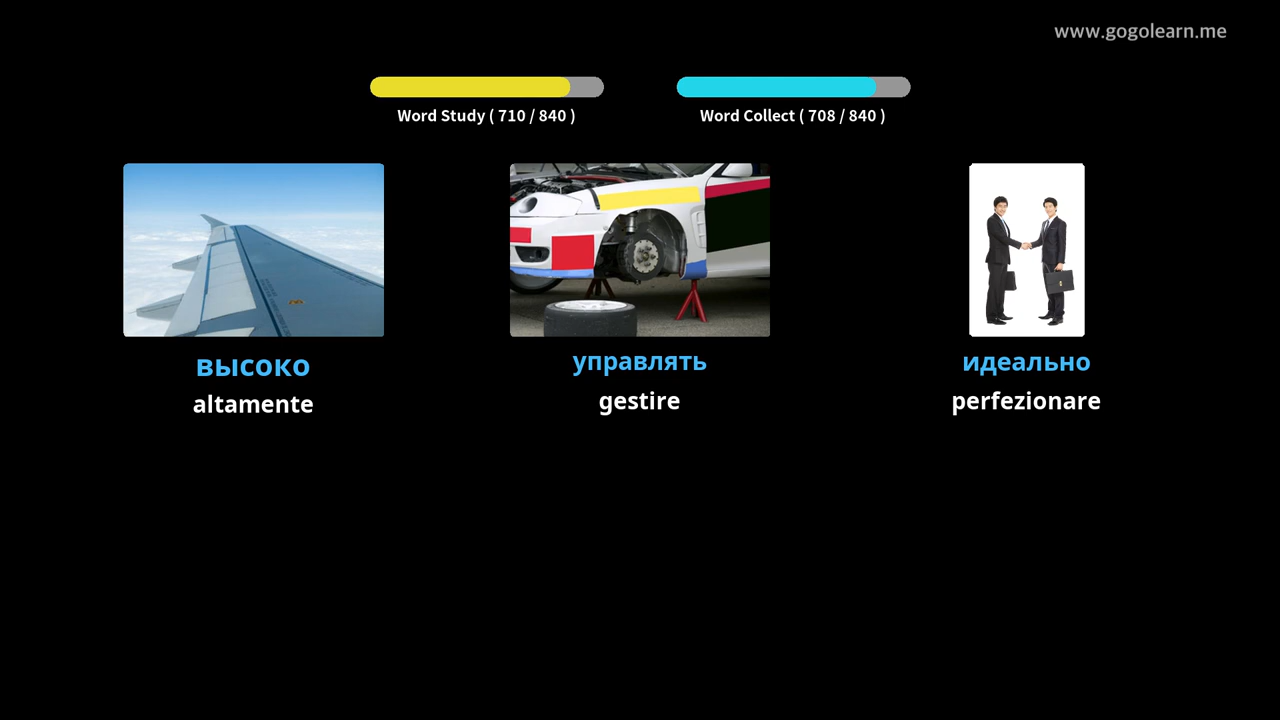 www.gogolearn.me
Word Study ( 710 / 840 )
Word Collect ( 708 / 840 )
высоко
altamente
управлять
gestire
идеально
perfezionare